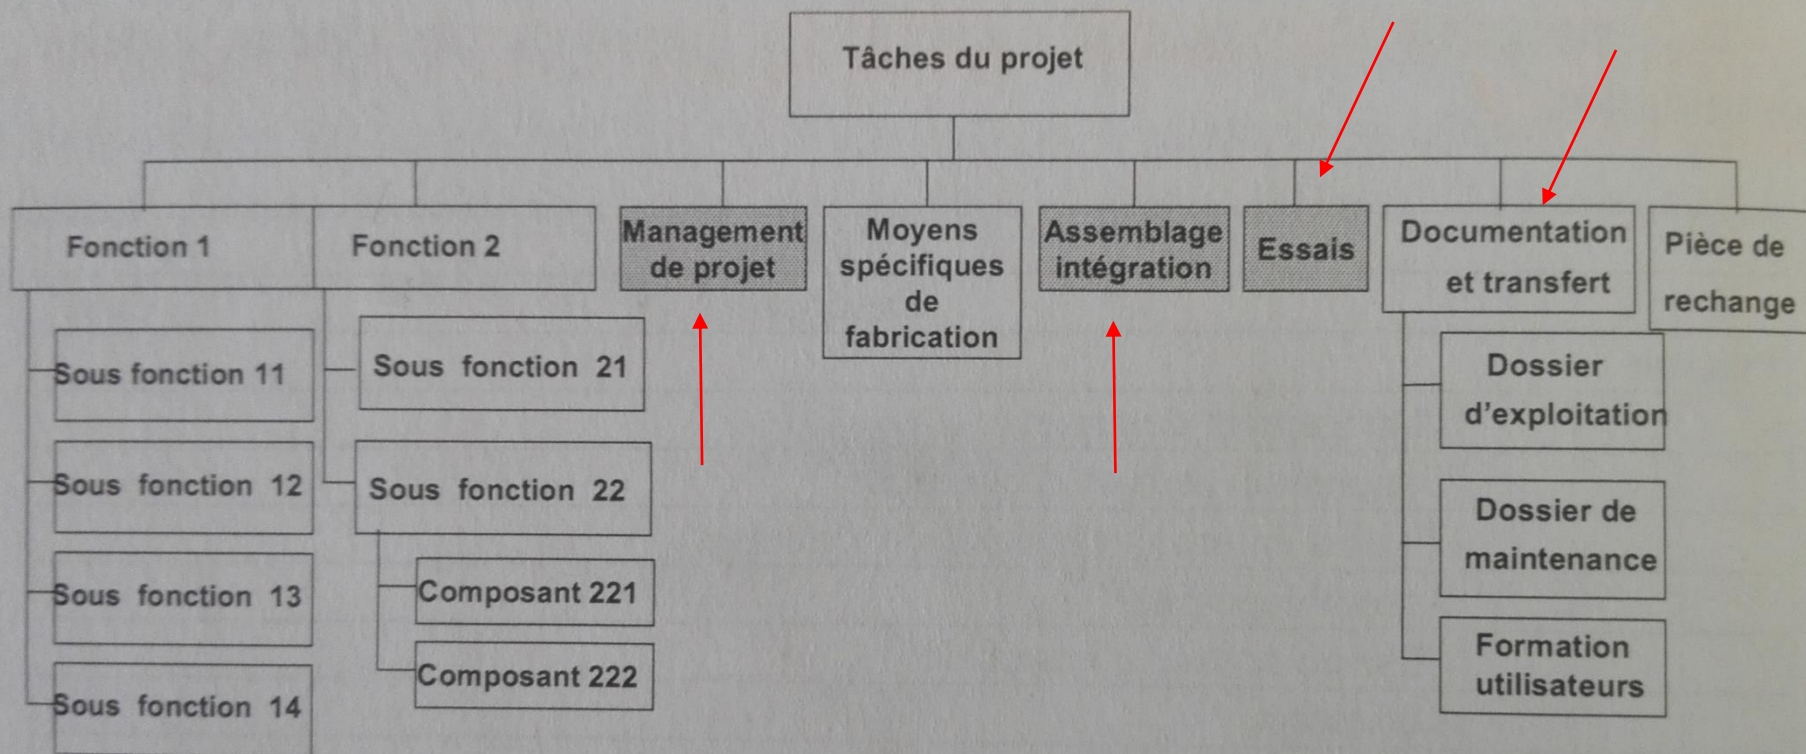 Tâches du projet
Fonction 1
Fonction 2
Management
de projet
Moyens
spécifiques
de
fabrication
Assemblage
intégration
Essais
Documentation
et transfert
Pièce de
rechange
Sous fonction 11
Sous fonction 12
Sous fonction 13
Sous fonction 14
Sous fonction 21
Sous fonction 22
Composant 221
Composant 222
Dossier
d'exploitation
Dossier de
maintenance
Formation
utilisateurs